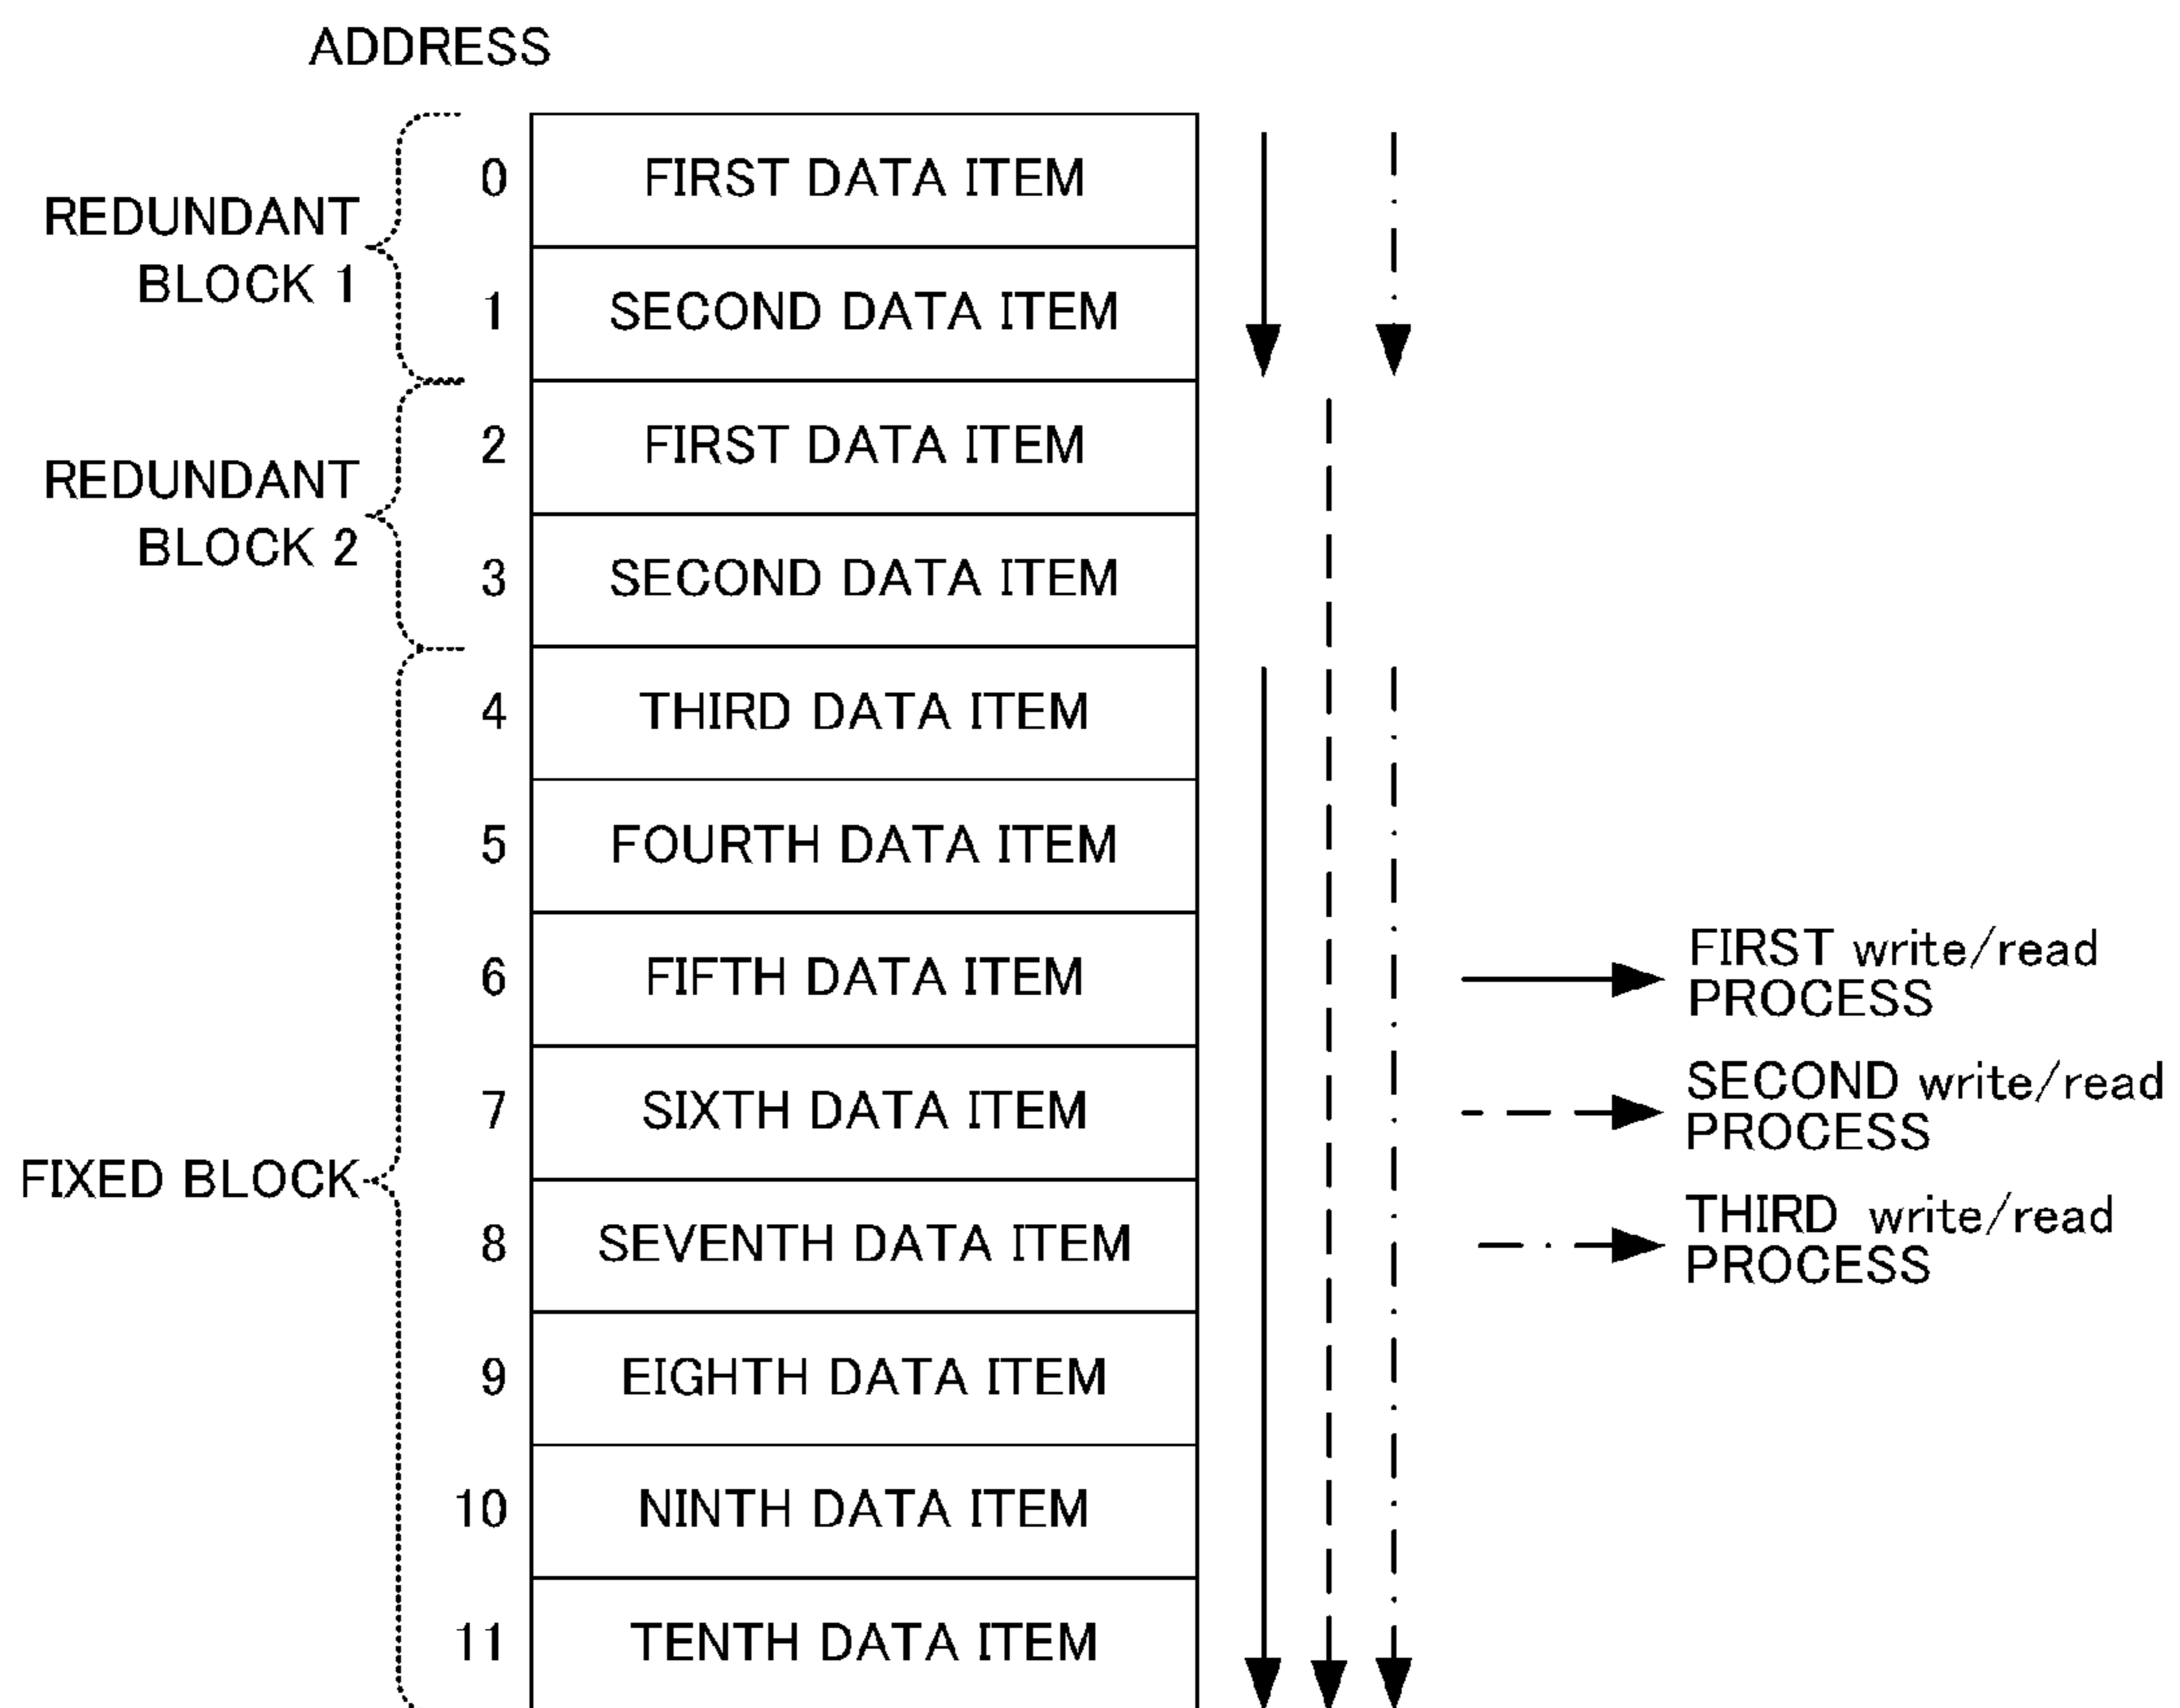 ADDRESS
REDUNDANT
BLOCK 1
0 FIRST DATA ITEM
1 SECOND DATA ITEM
REDUNDANT
BLOCK 2
2 FIRST DATA ITEM
3 SECOND DATA ITEM
FIXED BLOCK
4 THIRD DATA ITEM
5 FOURTH DATA ITEM
6 FIFTH DATA ITEM
7 SIXTH DATA ITEM
8 SEVENTH DATA ITEM
9 EIGHTH DATA ITEM
10 NINTH DATA ITEM
11 TENTH DATA ITEM
FIRST write/read
PROCESS
SECOND write/read
PROCESS
THIRD write/read
PROCESS